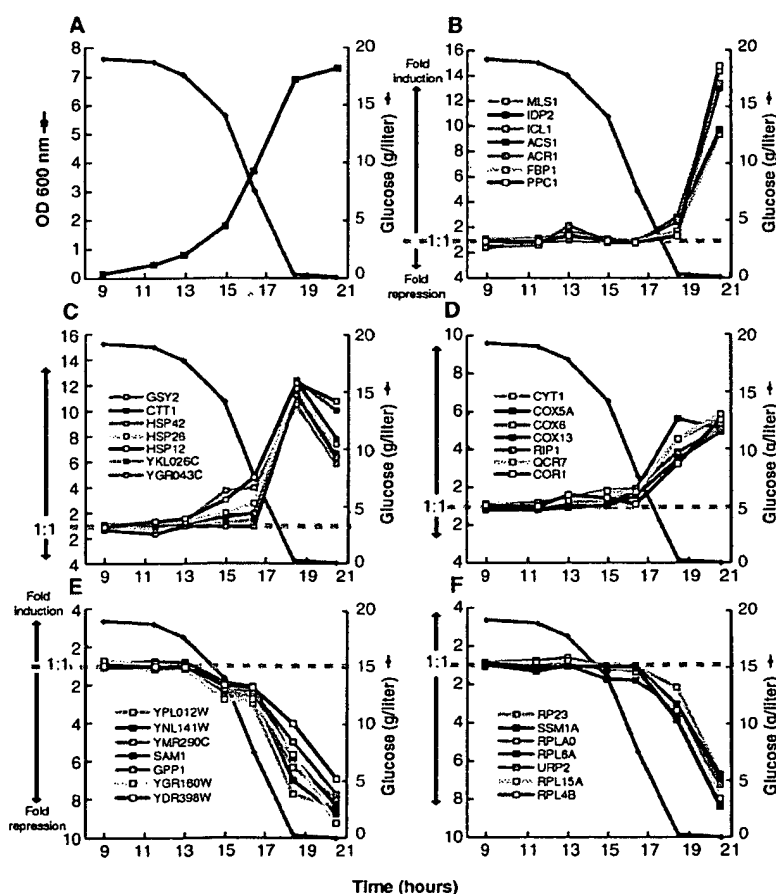 A
8
7
6
5
4
3
2
1
0
OD 600 nm
20
15
10
5
0
Glucose (g/liter)
9 11 13 15 17 19 21
B
Fold
induction
16
14
12
10
8
6
4
2
1:1
2
4
Fold
repression
MLS1
IDP2
ICL1
ACS1
ACR1
FBP1
PPC1
20
15
10
5
0
Glucose (g/liter)
9 11 13 15 17 19 21
C
16
14
12
10
8
6
4
2
1:1
2
4
GSY2
CTT1
HSP42
HSP26
HSP12
YKL026C
YGR043C
20
15
10
5
0
Glucose (g/liter)
9 11 13 15 17 19 21
D
10
8
6
4
2
1:1
2
4
CYT1
COX5A
COX6
COX13
RIP1
QCR7
COR1
20
15
10
5
0
Glucose (g/liter)
9 11 13 15 17 19 21
E
Fold
induction
4
2
1:1
2
4
6
8
10
Fold
repression
YPL012W
YNL141W
YMR290C
SAM1
GPP1
YGR160W
YDR398W
20
15
10
5
0
Glucose (g/liter)
9 11 13 15 17 19 21
F
4
2
1:1
2
4
6
8
10
RP23
SSM1A
RPLA0
RPL6A
URP2
RPL15A
RPL4B
20
15
10
5
0
Glucose (g/liter)
9 11 13 15 17 19 21
Time (hours)